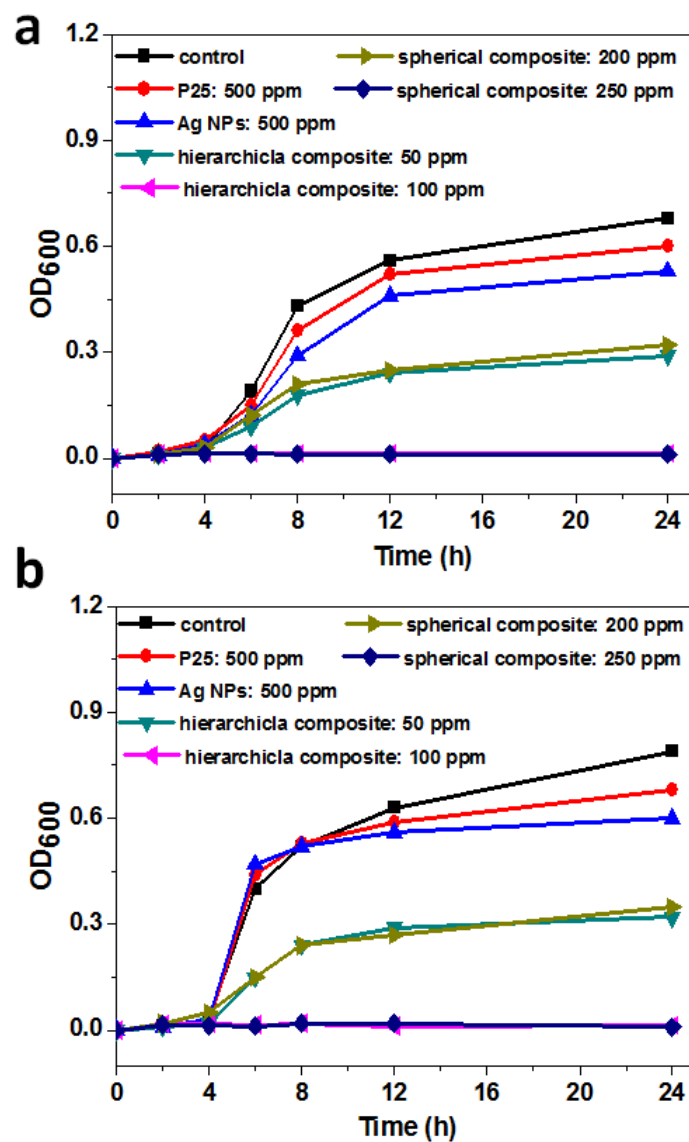 a
1.2
0.9
0.6
0.3
0.0
OD600
control
spherical composite: 200 ppm
P25: 500 ppm
spherical composite: 250 ppm
Ag NPs: 500 ppm
hierarchicla composite: 50 ppm
hierarchicla composite: 100 ppm
0 4 8 12 16 20 24
Time (h)
b
1.2
0.9
0.6
0.3
0.0
OD600
control
spherical composite: 200 ppm
P25: 500 ppm
spherical composite: 250 ppm
Ag NPs: 500 ppm
hierarchicla composite: 50 ppm
hierarchicla composite: 100 ppm
0 4 8 12 16 20 24
Time (h)